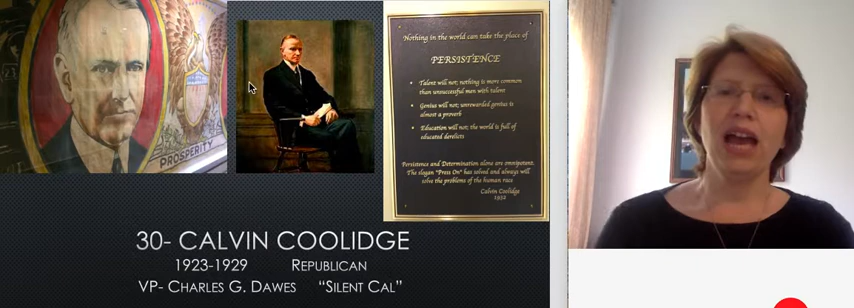 PROSPERITY
Nothing in the world can take the place of
PERSISTENCE
• Talent will not; nothing is more common
than unsuccessful men with talent
• Genius will not; unrewarded genius is
almost a proverb
• Education will not; the world is full of
educated derelicts
Persistence and Determination alone are omnipotent.
The slogan "Press On" has solved and always will
solve the problems of the human race
Calvin Coolidge
1932
30- CALVIN COOLIDGE
1923-1929 REPUBLICAN
VP- CHARLES G. DAWES "SILENT CAL"